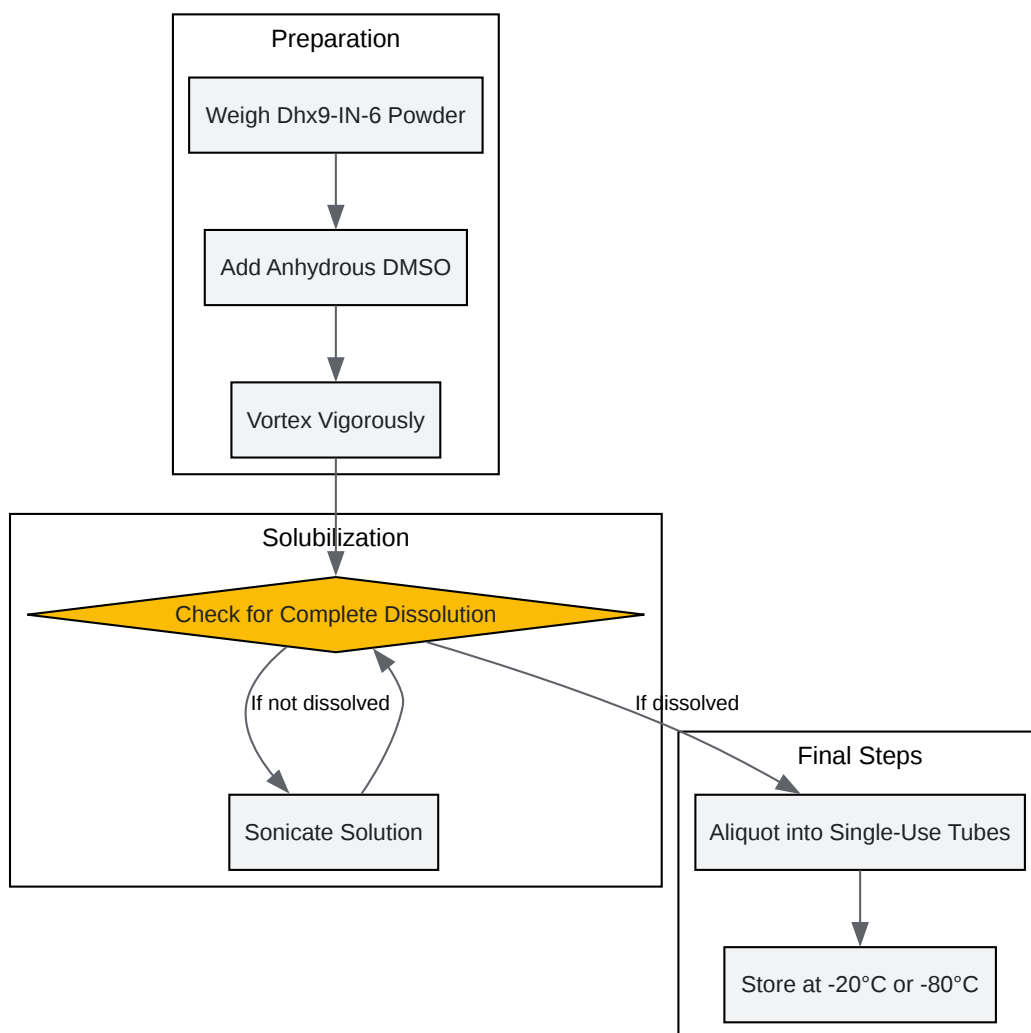 Preparation
Weigh Dhx9-IN-6 Powder
Add Anhydrous DMSO
Vortex Vigorously
Solubilization
Check for Complete Dissolution
If not dissolved
If dissolved
Sonicate Solution
Final Steps
Aliquot into Single-Use Tubes
Store at -20°C or -80°C